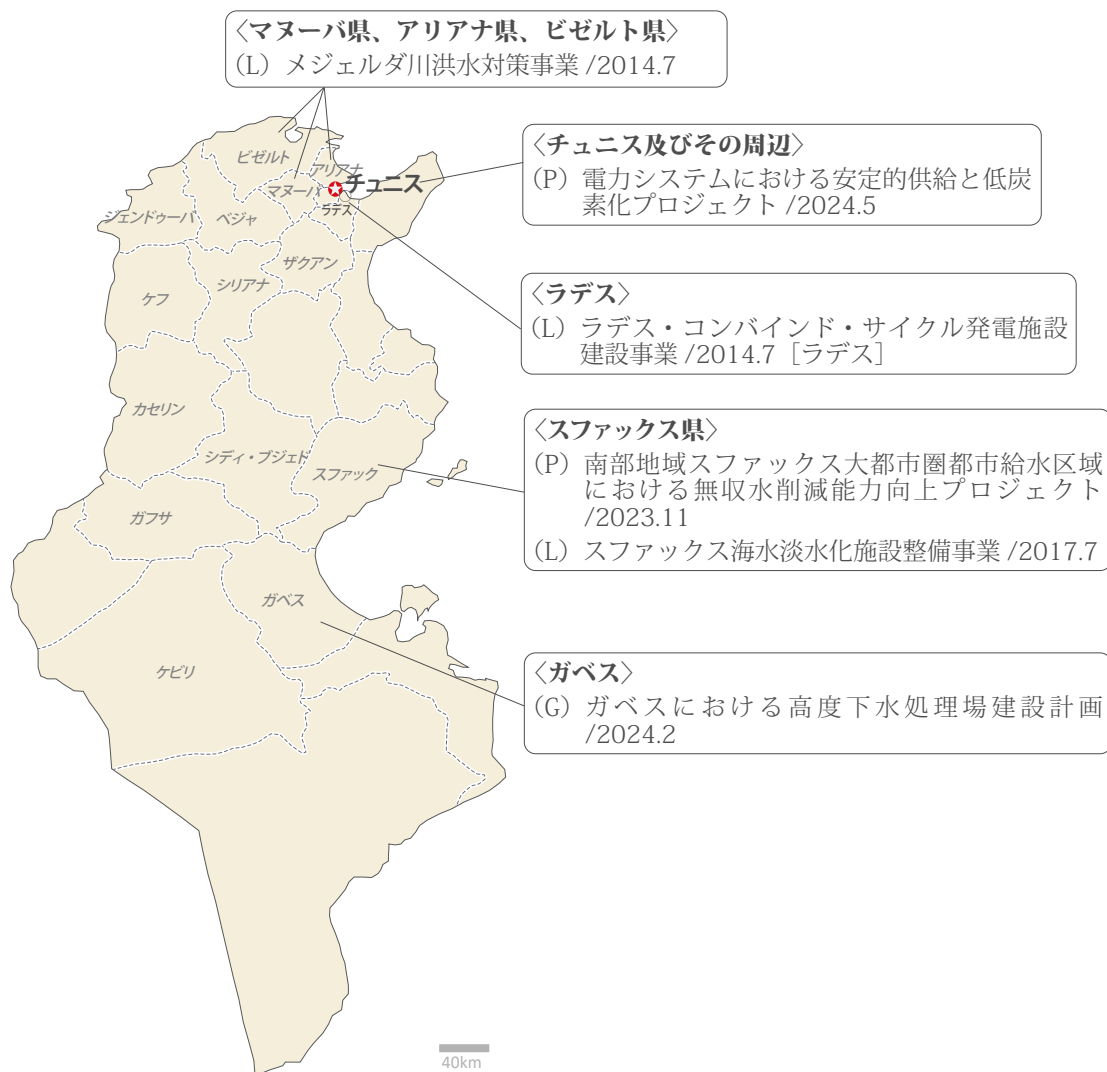 〈マヌーバ県、アリアナ県、ビゼルト県〉
(L)メジェルダ川洪水対策事業 /2014.7
〈チュニス及びその周辺〉
(P)電力システムにおける安定的供給と低炭
素化プロジェクト /2024.5
〈ラデス〉
(L)ラデス・コンバインド・サイクル発電施設
建設事業 /2014.7[ラデス]
〈スファックス県〉
(P)南部地域スファックス大都市圏都市給水区域
における無収水削減能力向上プロジェクト
/2023.11
(L)スファックス海水淡水化施設整備事業 /2017.7
〈ガベス〉
(G)ガベスにおける高度下水処理場建設計画
/2024.2
ビゼルト
アリアナ
マヌーバ
チュニス
ラデス
ジェンドゥーバ
ベジャ
ザクアン
シリアナ
ケフ
カセリン
シディ・ブジェド
スファック
ガフサ
ガベス
ケビリ
40km